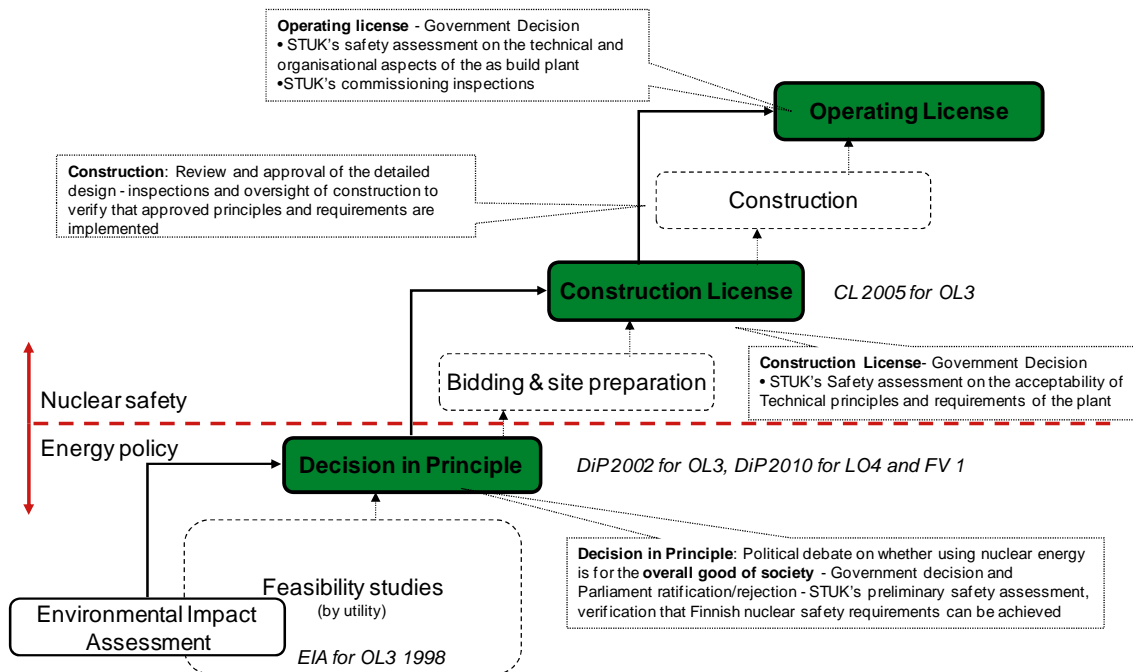 Operating license - Government Decision
• STUK's safety assessment on the technical and
organisational aspects of the as build plant
•STUK's commissioning inspections
Operating License
Construction: Review and approval of the detailed
design - inspections and oversight of construction to
verify that approved principles and requirements are
implemented
Construction
Construction License
CL 2005 for OL3
Construction License- Government Decision
• STUK's Safety assessment on the acceptability of
Technical principles and requirements of the plant
Bidding & site preparation
Nuclear safety
Energy policy
Decision in Principle
DiP 2002 for OL3, DiP 2010 for LO4 and FV 1
Decision in Principle: Political debate on whether using nuclear energy
is for the overall good of society - Government decision and
Parliament ratification/rejection - STUK's preliminary safety assessment,
verification that Finnish nuclear safety requirements can be achieved
Feasibility studies
(by utility)
Environmental Impact
Assessment
EIA for OL3 1998